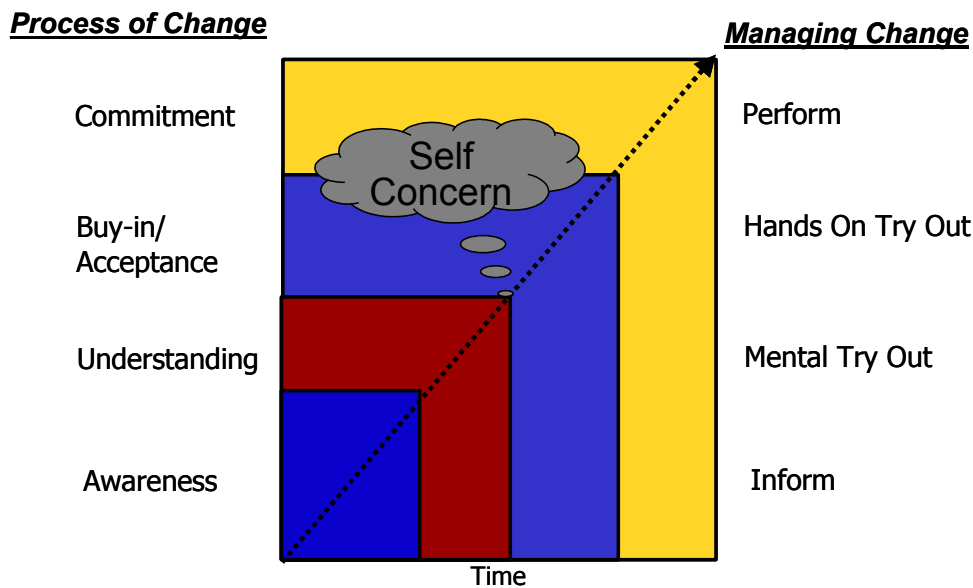 Process of Change
Managing Change
Commitment
Perform
Self
Concern
Buy-in/
Acceptance
Hands On Try Out
Understanding
Mental Try Out
Awareness
Inform
Time